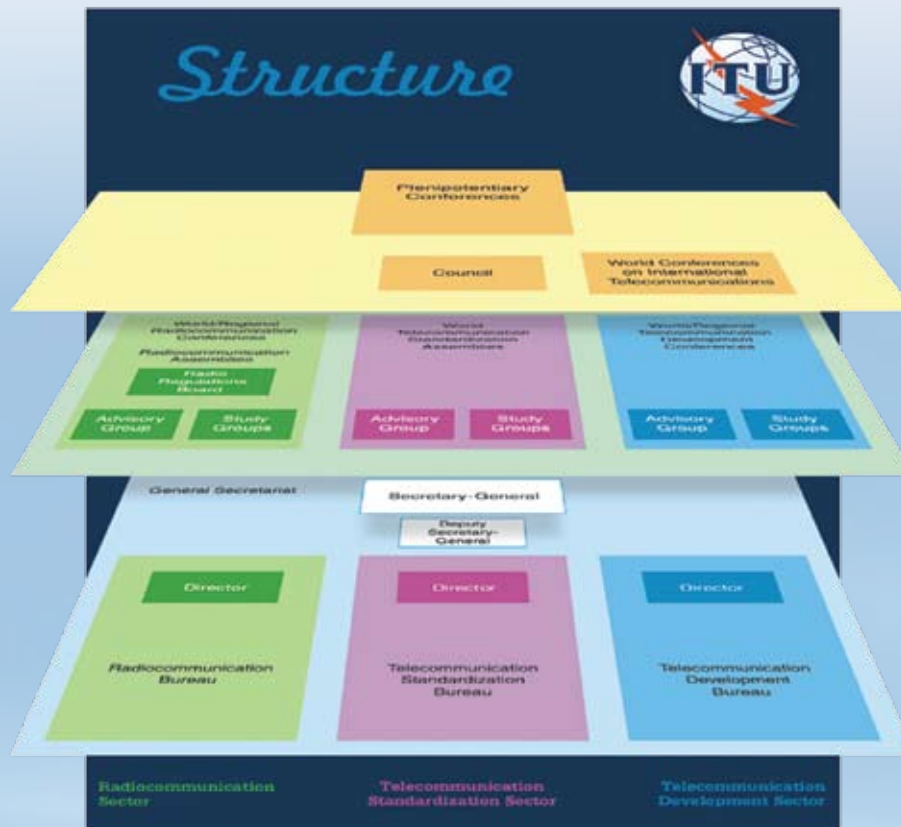 Structure
ITU
Plenipotentiary
Conferences
Council
World Conferences
on International
Telecommunications
World/Regional
Radiocommunication
Conferences
Radiocommunication
Assemblies
Radio
Regulations
Board
Advisory
Group
Study
Groups
World
Telecommunication
Standardization
Assemblies
Advisory
Group
Study
Groups
World/Regional
Telecommunication
Development
Conferences
Advisory
Group
Study
Groups
General Secretariat
Secretary-General
Deputy
Secretary-
General
Director
Radiocommunication
Bureau
Director
Telecommunication
Standardization
Bureau
Director
Telecommunication
Development
Bureau
Radiocommunication
Sector
Telecommunication
Standardization Sector
Telecommunication
Development Sector